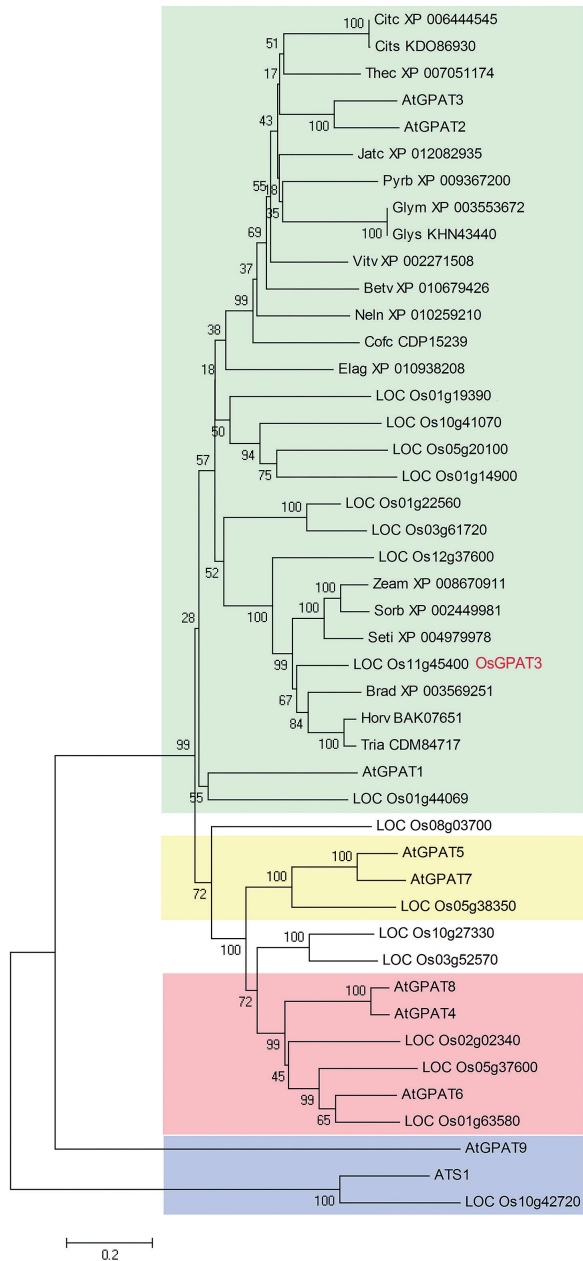 100 Citc XP 006444545
51 Cits KDO86930
17 Thec XP 007051174
AtGPAT3
43 100 AtGPAT2
Jatc XP 012082935
55 18 Pyrb XP 009367200
35 Glym XP 003553672
69 100 Glys KHN43440
37 Vitv XP 002271508
99 Betv XP 010679426
Neln XP 010259210
38 Cofc CDP15239
18 Elag XP 010938208
LOC Os01g19390
50 LOC Os10g41070
94 LOC Os05g20100
57 75 LOC Os01g14900
100 LOC Os01g22560
LOC Os03g61720
52 LOC Os12g37600
100 Zeam XP 008670911
28 100 100 Sorb XP 002449981
Seti XP 004979978
99 LOC Os11g45400 OsGPAT3
67 Brad XP 003569251
84 Horv BAK07651
99 100 Tria CDM84717
AtGPAT1
55 LOC Os01g44069
LOC Os08g03700
100 AtGPAT5
72 100 AtGPAT7
LOC Os05g38350
100 100 LOC Os10g27330
LOC Os03g52570
72 100 AtGPAT8
AtGPAT4
99 LOC Os02g02340
45 LOC Os05g37600
99 AtGPAT6
65 LOC Os01g63580
AtGPAT9
ATS1
100 LOC Os10g42720
0.2